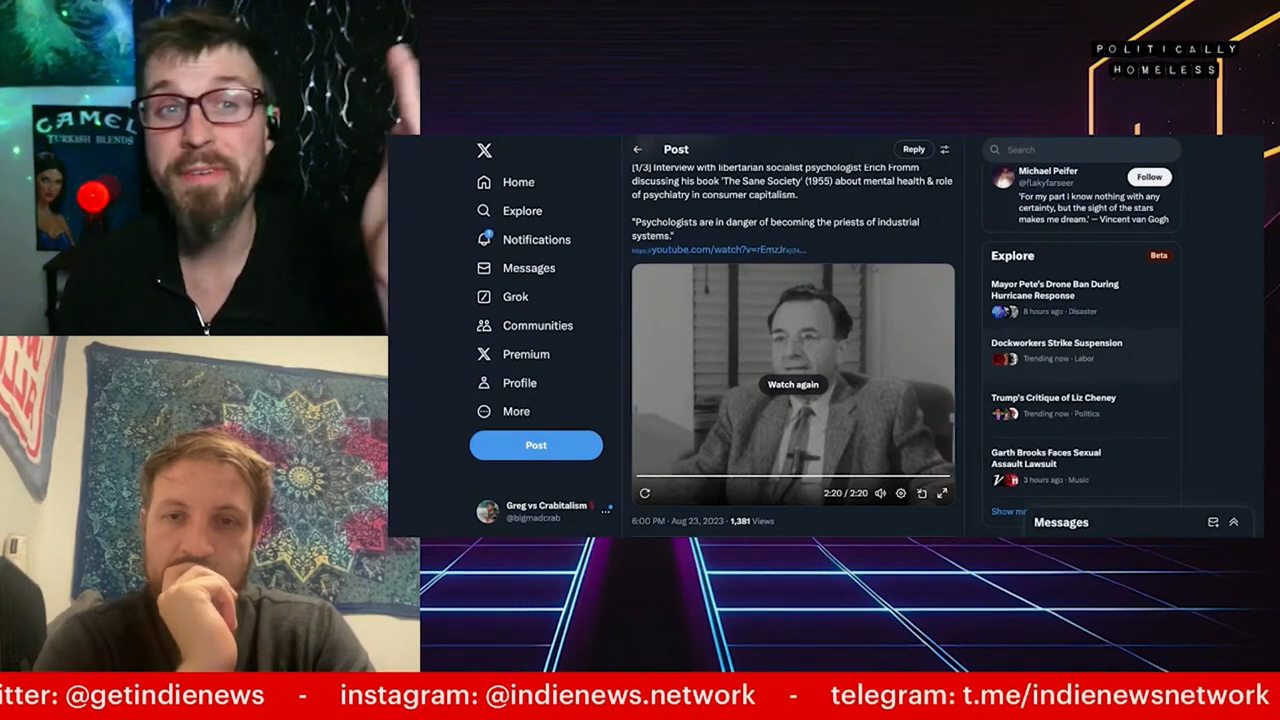 POLITICALLY
HOMELESS
CAMEL
TURKISH BLENDS
Home
Explore
Notifications
Messages
Grok
Communities
Premium
Profile
More
Post
Greg vs Crabitalism
@bigmadcrab
Post
Reply
[1/3] Interview with libertarian socialist psychologist Erich Fromm
discussing his book 'The Sane Society' (1955) about mental health & role
of psychiatry in consumer capitalism.
"Psychologists are in danger of becoming the priests of industrial
systems."
Watch again
2:20 / 2:20
6:00 PM · Aug 23, 2023 · 1,381 Views
Search
Michael Peifer
@flakyfarseer
Follow
'For my part I know nothing with any
certainty, but the sight of the stars
makes me dream.' – Vincent van Gogh
Explore
Beta
Mayor Pete's Drone Ban During
Hurricane Response
8 hours ago · Disaster
Dockworkers Strike Suspension
Trending now · Labor
Trump's Critique of Liz Cheney
Trending now · Politics
Garth Brooks Faces Sexual
Assault Lawsuit
3 hours ago · Music
Show
Messages
itter: @getindienews - instagram: @indienews.network - telegram: t.me/indienewsnetwork